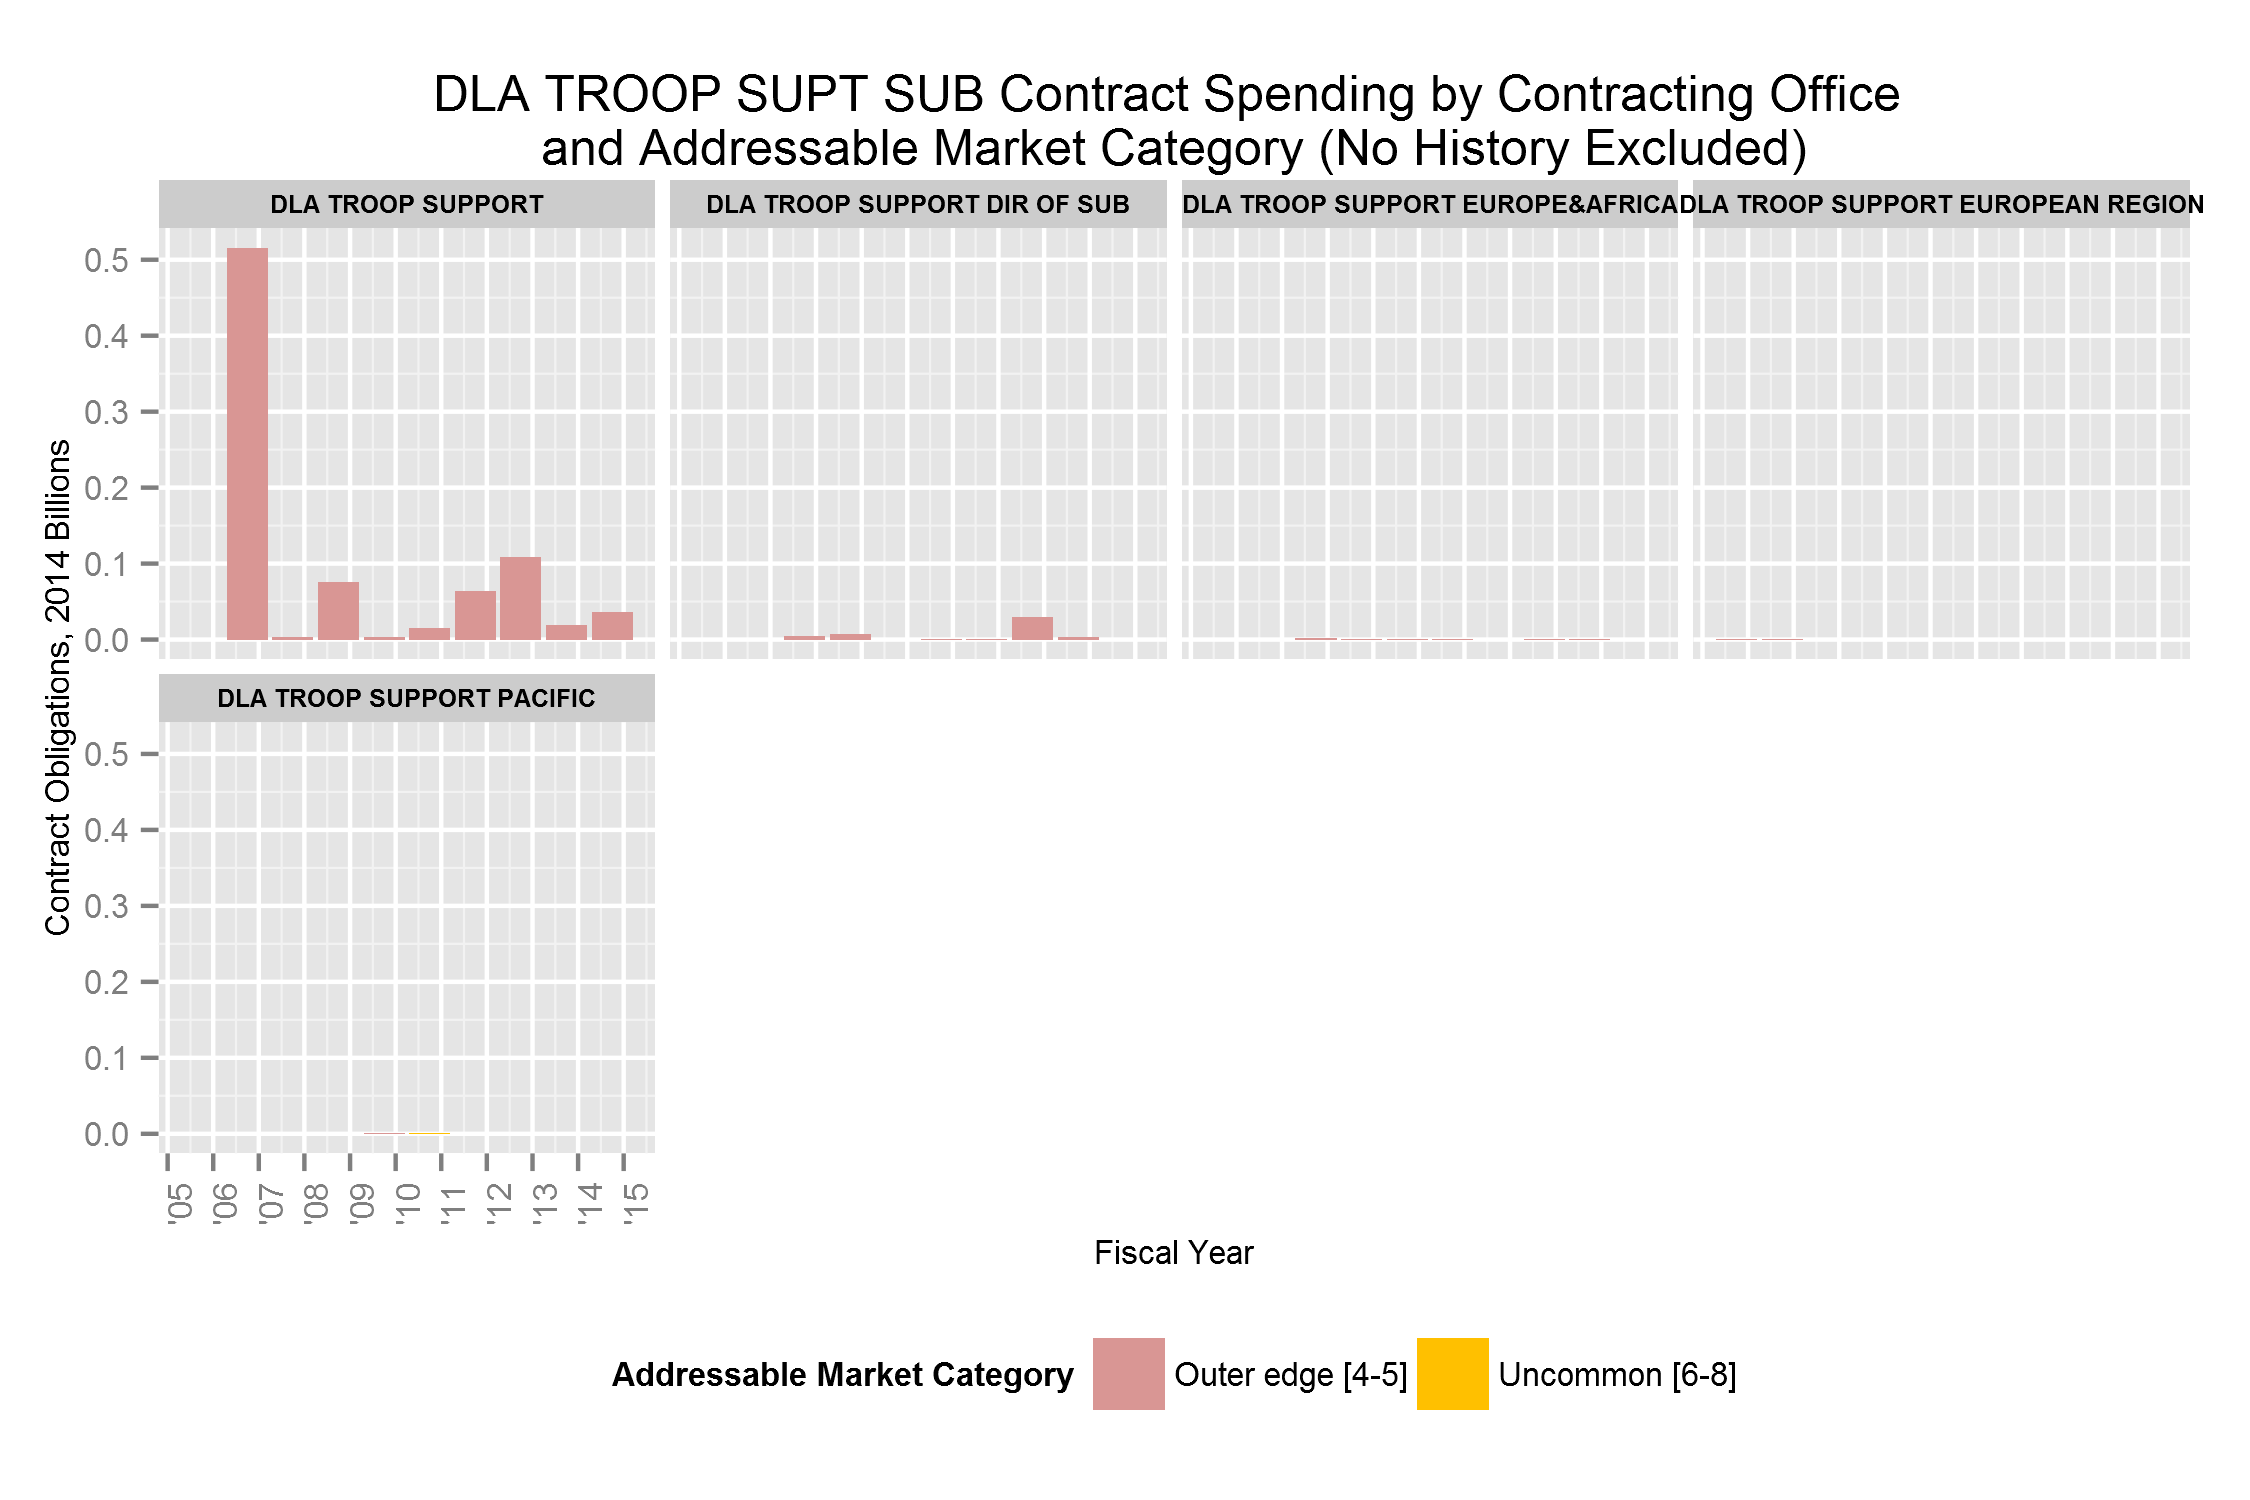 DLA TROOP SUPT SUB Contract Spending by Contracting Office
and Addressable Market Category (No History Excluded)
DLA TROOP SUPPORT
DLA TROOP SUPPORT DIR OF SUB
DLA TROOP SUPPORT EUROPE&AFRICA
DLA TROOP SUPPORT EUROPEAN REGION
0.5
0.4
0.3
0.2
0.1
0.0
Contract Obligations, 2014 Billions
DLA TROOP SUPPORT PACIFIC
0.5
0.4
0.3
0.2
0.1
0.0
'05
'06
'07
'08
'09
'10
'11
'12
'13
'14
'15
Fiscal Year
Addressable Market Category
Outer edge [4-5]
Uncommon [6-8]